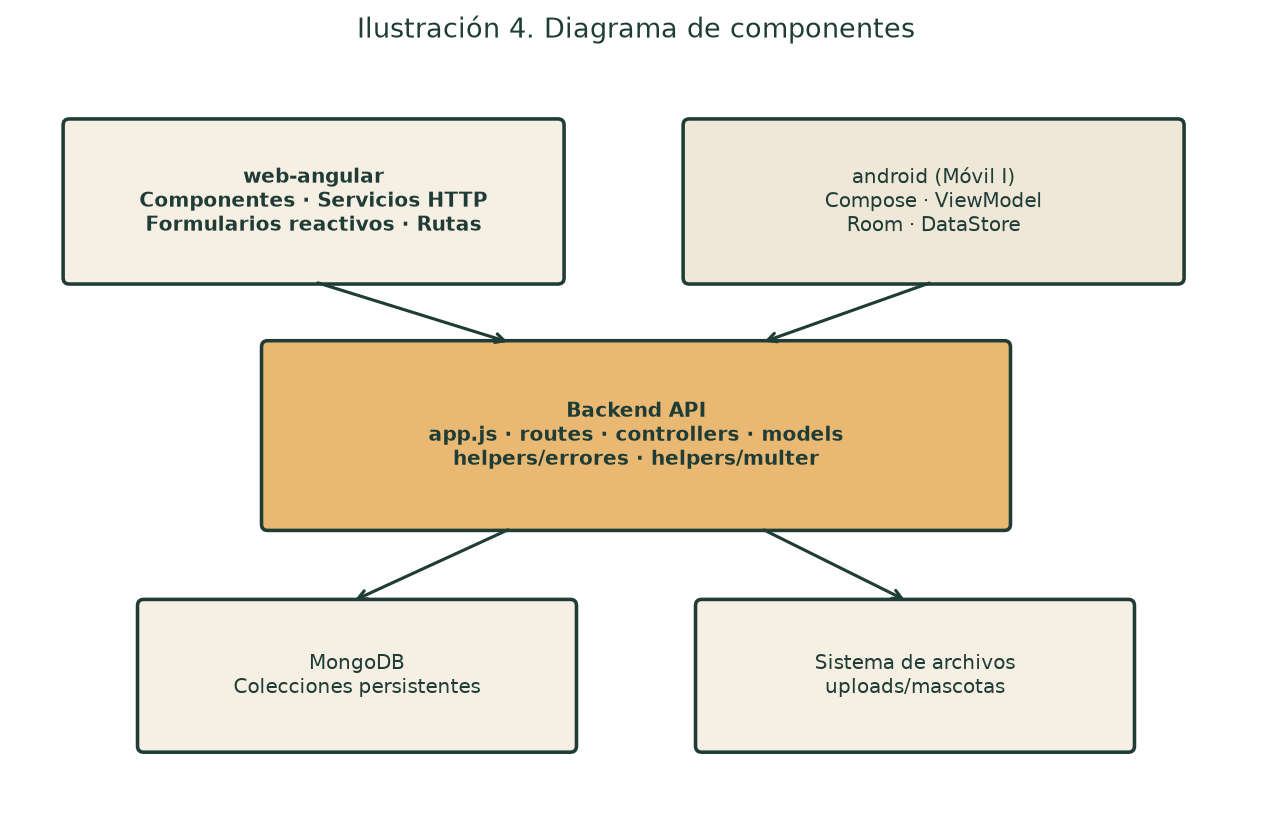 Ilustración 4. Diagrama de componentes
web-angular
Componentes · Servicios HTTP
Formularios reactivos · Rutas
android (Móvil I)
Compose · ViewModel
Room · DataStore
Backend API
app.js · routes · controllers · models
helpers/errores · helpers/multer
MongoDB
Colecciones persistentes
Sistema de archivos
uploads/mascotas